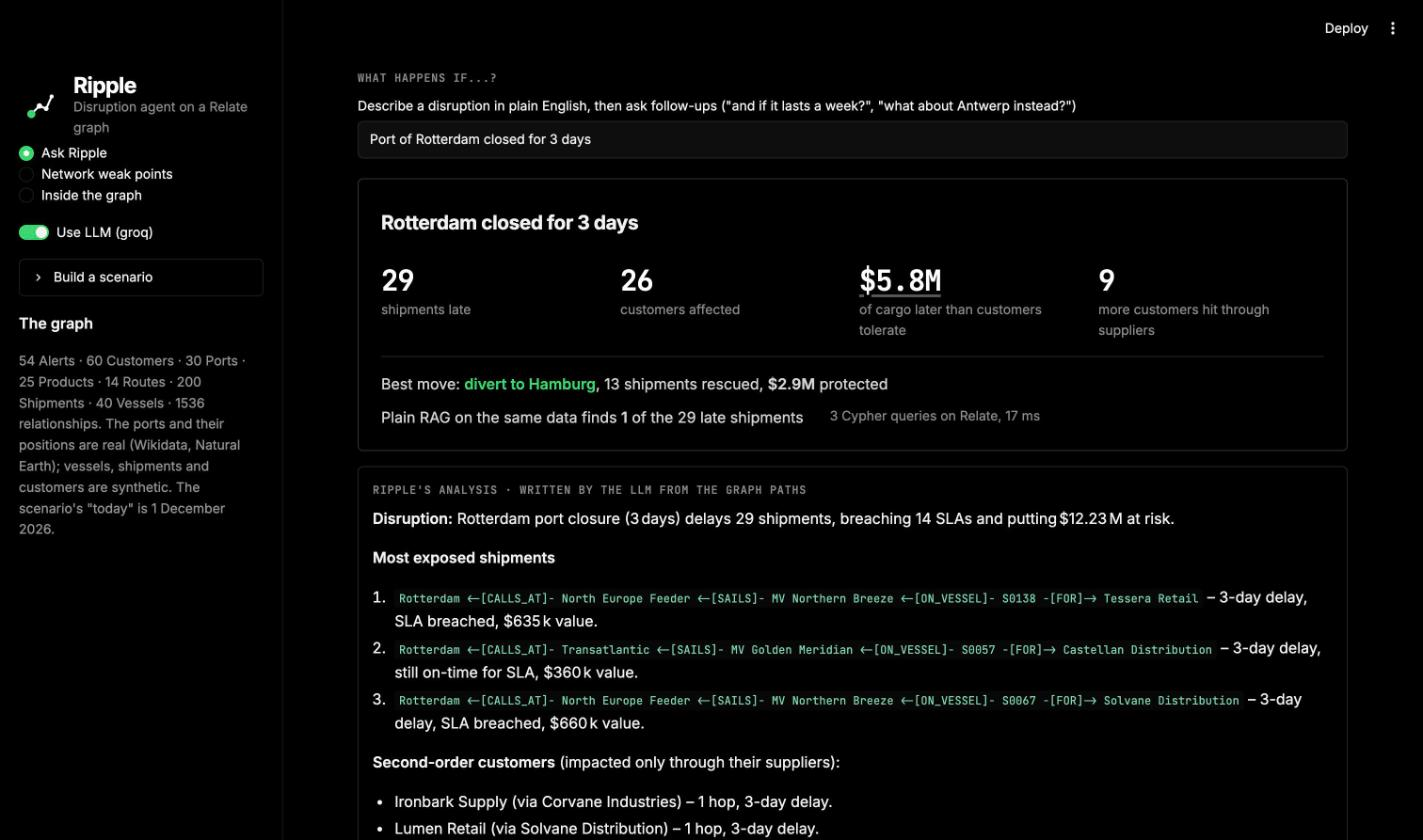 Deploy
Ripple
Disruption agent on a Relate
graph
Ask Ripple
Network weak points
Inside the graph
Use LLM (groq)
Build a scenario
The graph
54 Alerts · 60 Customers · 30 Ports ·
25 Products · 14 Routes · 200
Shipments · 40 Vessels · 1536
relationships. The ports and their
positions are real (Wikidata, Natural
Earth); vessels, shipments and
customers are synthetic. The
scenario's "today" is 1 December
2026.
WHAT HAPPENS IF...?
Describe a disruption in plain English, then ask follow-ups ("and if it lasts a week?", "what about Antwerp instead?")
Port of Rotterdam closed for 3 days
Rotterdam closed for 3 days
29
shipments late
26
customers affected
$5.8M
of cargo later than customers
tolerate
9
more customers hit through
suppliers
Best move: divert to Hamburg, 13 shipments rescued, $2.9M protected
Plain RAG on the same data finds 1 of the 29 late shipments 3 Cypher queries on Relate, 17 ms
RIPPLE'S ANALYSIS · WRITTEN BY THE LLM FROM THE GRAPH PATHS
Disruption: Rotterdam port closure (3 days) delays 29 shipments, breaching 14 SLAs and putting $12.23 M at risk.
Most exposed shipments
1. Rotterdam <-[CALLS_AT]- North Europe Feeder <-[SAILS]- MV Northern Breeze <-[ON_VESSEL]- S0138 -[FOR]-> Tessera Retail – 3-day delay,
SLA breached, $635 k value.
2. Rotterdam <-[CALLS_AT]- Transatlantic <-[SAILS]- MV Golden Meridian <-[ON_VESSEL]- S0057 -[FOR]-> Castellan Distribution – 3-day delay,
still on-time for SLA, $360 k value.
3. Rotterdam <-[CALLS_AT]- North Europe Feeder <-[SAILS]- MV Northern Breeze <-[ON_VESSEL]- S0067 -[FOR]-> Solvane Distribution – 3-day
delay, SLA breached, $660 k value.
Second-order customers (impacted only through their suppliers):
• Ironbark Supply (via Corvane Industries) – 1 hop, 3-day delay.
• Lumen Retail (via Solvane Distribution) – 1 hop, 3-day delay.